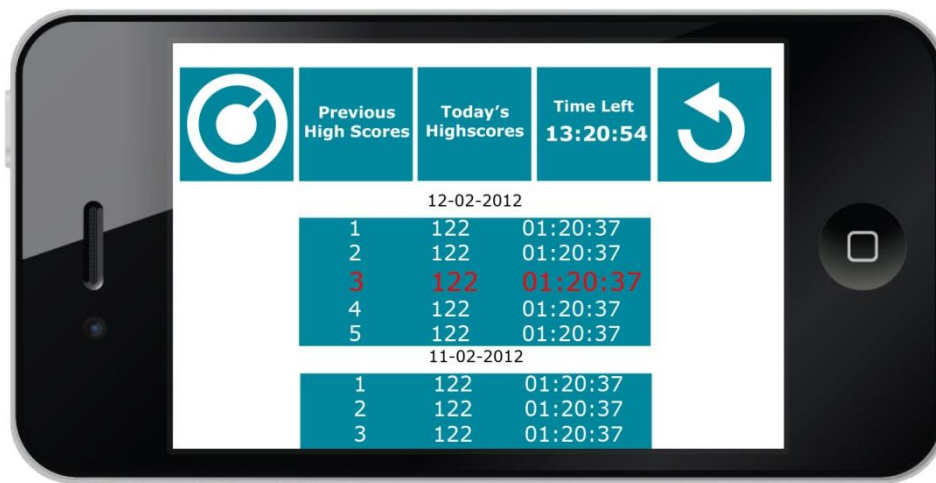 Previous
High Scores
Today's
Highscores
Time Left
13:20:54
12-02-2012
1 122 01:20:37
2 122 01:20:37
3 122 01:20:37
4 122 01:20:37
5 122 01:20:37
11-02-2012
1 122 01:20:37
2 122 01:20:37
3 122 01:20:37